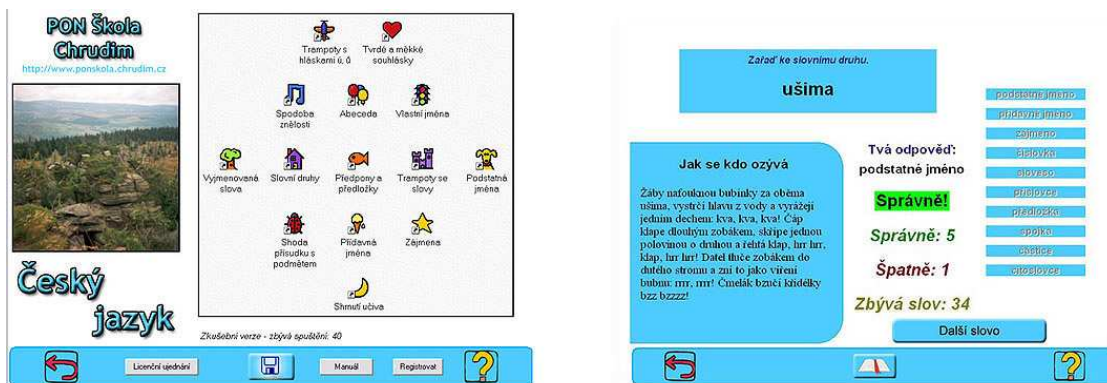 PON Škola
Chrudim
http://www.ponskola.chrudim.cz
Trampoty s
hláskami ú, ů
Tvrdé a měkké
souhlásky
Spodoba
znělosti
Abeceda
Vlastní jména
Vyjmenovaná
slova
Slovní druhy
Předpony a
předložky
Trampoty se
slovy
Podstatná
jména
Shoda
přísudku s
podmětem
Přídavná
jména
Zájmena
Shrnutí učiva
Český
jazyk
Zkušební verze - zbývá spuštění: 40
Licenční ujednání
Manuál
Registrovat
Zařaď ke slovnímu druhu.
ušima
Jak se kdo ozývá
Žáby nafouknou bubínky za oběma
ušima, vystrčí hlavu z vody a vyrážejí
jedním dechem: kva, kva, kva! Čáp
klape dlouhým zobákem, skřípe jednou
polovinou o druhou a řehtá klap, hrr hrr,
klap, hrr hrr! Datel tluče zobákem do
dutého stromu a zní to jako víření
bubnu: rrr, rrr! Čmelák bzučí křidélky
bzz bzzzz!
Tvá odpověď:
podstatné jméno
Správně!
Správně: 5
Špatně: 1
Zbývá slov: 34
podstatné jméno
přídavné jméno
zájmeno
číslovka
sloveso
příslovce
předložka
spojka
částice
citoslovce
Další slovo